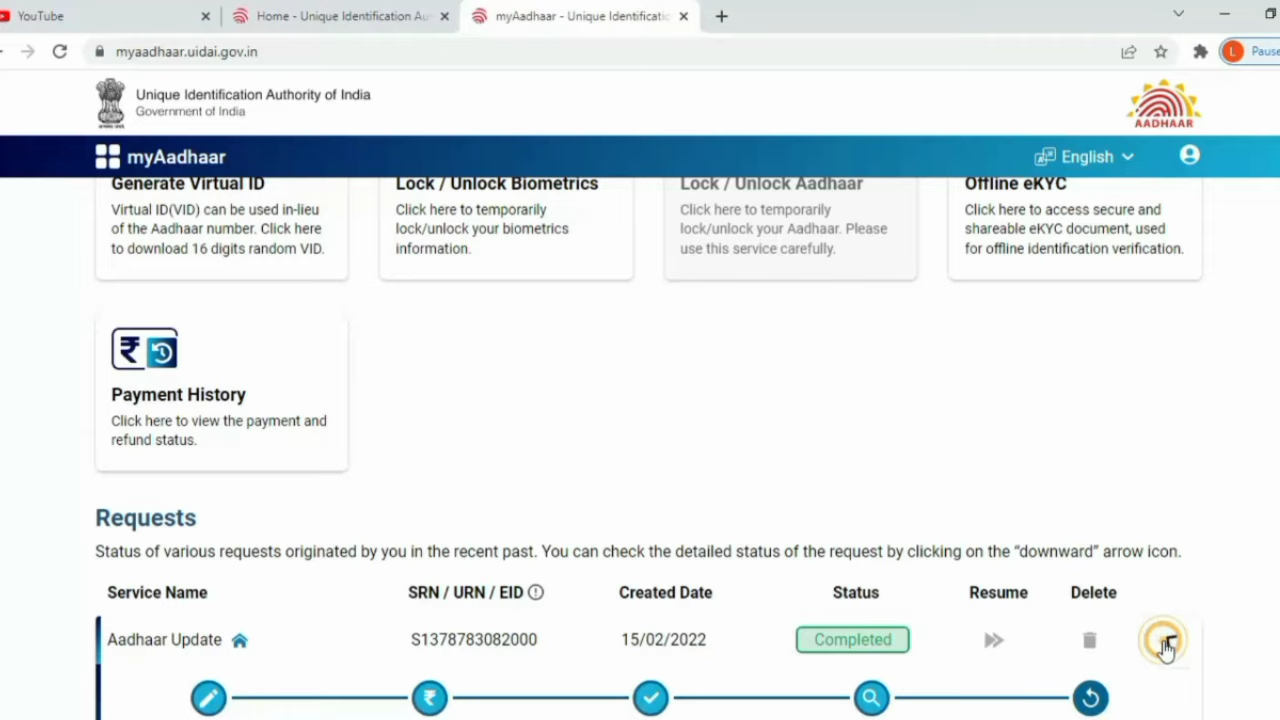 YouTube
Home - Unique Identification Au
myAadhaar - Unique Identificatic
myaadhaar.uidai.gov.in
L
Pause
Unique Identification Authority of India
Government of India
AADHAAR
myAadhaar
English
Generate Virtual ID
Virtual ID(VID) can be used in-lieu
of the Aadhaar number. Click here
to download 16 digits random VID.
Lock / Unlock Biometrics
Click here to temporarily
lock/unlock your biometrics
information.
Lock / Unlock Aadhaar
Click here to temporarily
lock/unlock your Aadhaar. Please
use this service carefully.
Offline eKYC
Click here to access secure and
shareable eKYC document, used
for offline identification verification.
Payment History
Click here to view the payment and
refund status.
Requests
Status of various requests originated by you in the recent past. You can check the detailed status of the request by clicking on the “downward” arrow icon.
Service Name SRN / URN / EID Created Date Status Resume Delete
Aadhaar Update S1378783082000 15/02/2022 Completed